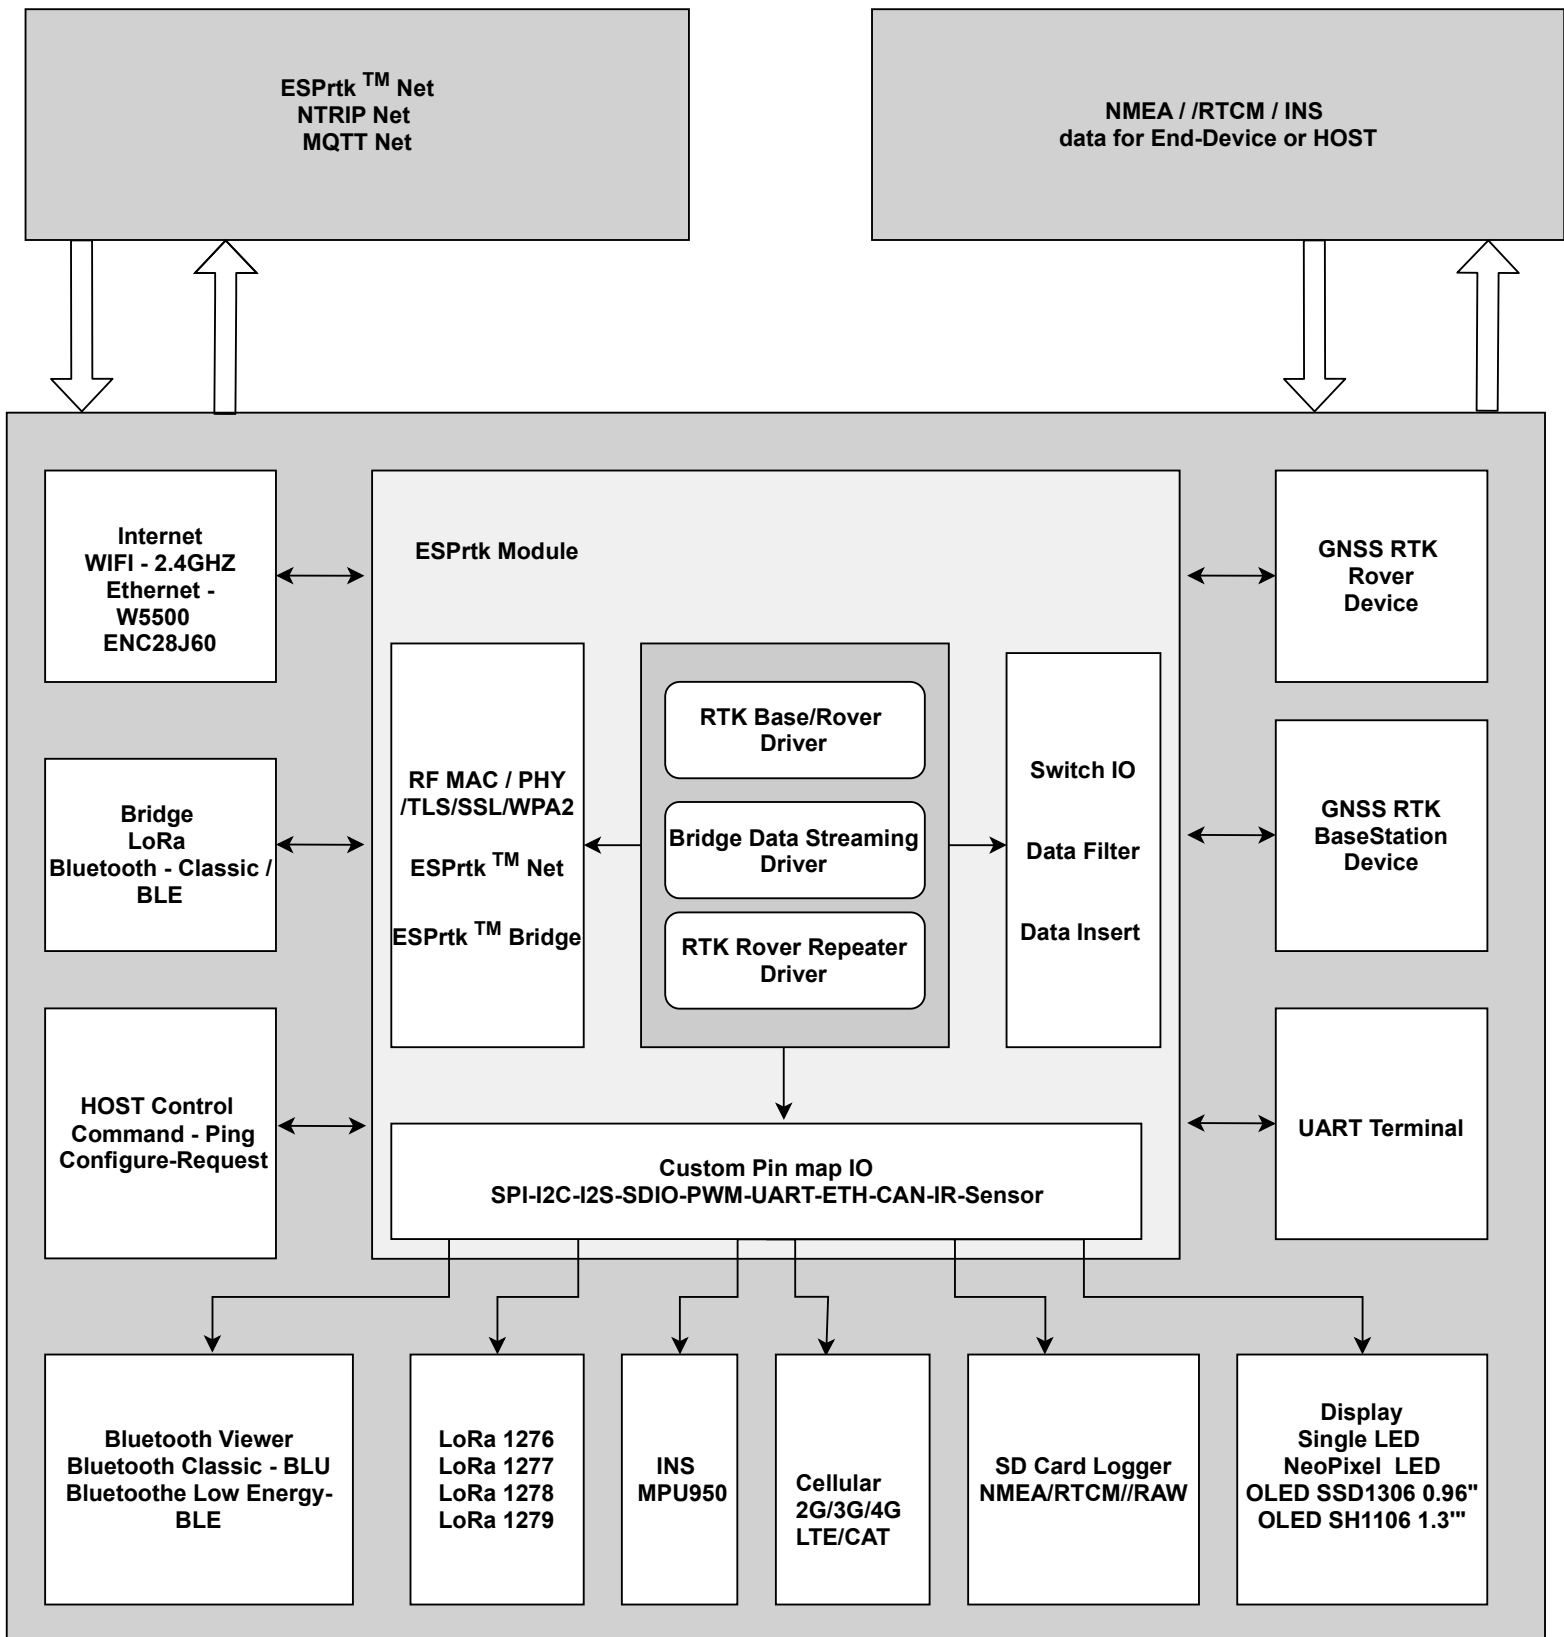 ESPrtk TM Net
NTRIP Net
MQTT Net
NMEA / /RTCM / INS
data for End-Device or HOST
Internet
WIFI - 2.4GHZ
Ethernet -
W5500
ENC28J60
ESPrtk Module
GNSS RTK
Rover
Device
RF MAC / PHY
/TLS/SSL/WPA2
ESPrtk TM Net
ESPrtk TM Bridge
RTK Base/Rover
Driver
Bridge Data Streaming
Driver
RTK Rover Repeater
Driver
Switch IO
Data Filter
Data Insert
Bridge
LoRa
Bluetooth - Classic /
BLE
GNSS RTK
BaseStation
Device
HOST Control
Command - Ping
Configure-Request
UART Terminal
Custom Pin map IO
SPI-I2C-I2S-SDIO-PWM-UART-ETH-CAN-IR-Sensor
Bluetooth Viewer
Bluetooth Classic - BLU
Bluetoothe Low Energy-
BLE
LoRa 1276
LoRa 1277
LoRa 1278
LoRa 1279
INS
MPU950
Cellular
2G/3G/4G
LTE/CAT
SD Card Logger
NMEA/RTCM//RAW
Display
Single LED
NeoPixel  LED
OLED SSD1306 0.96"
OLED SH1106 1.3'"